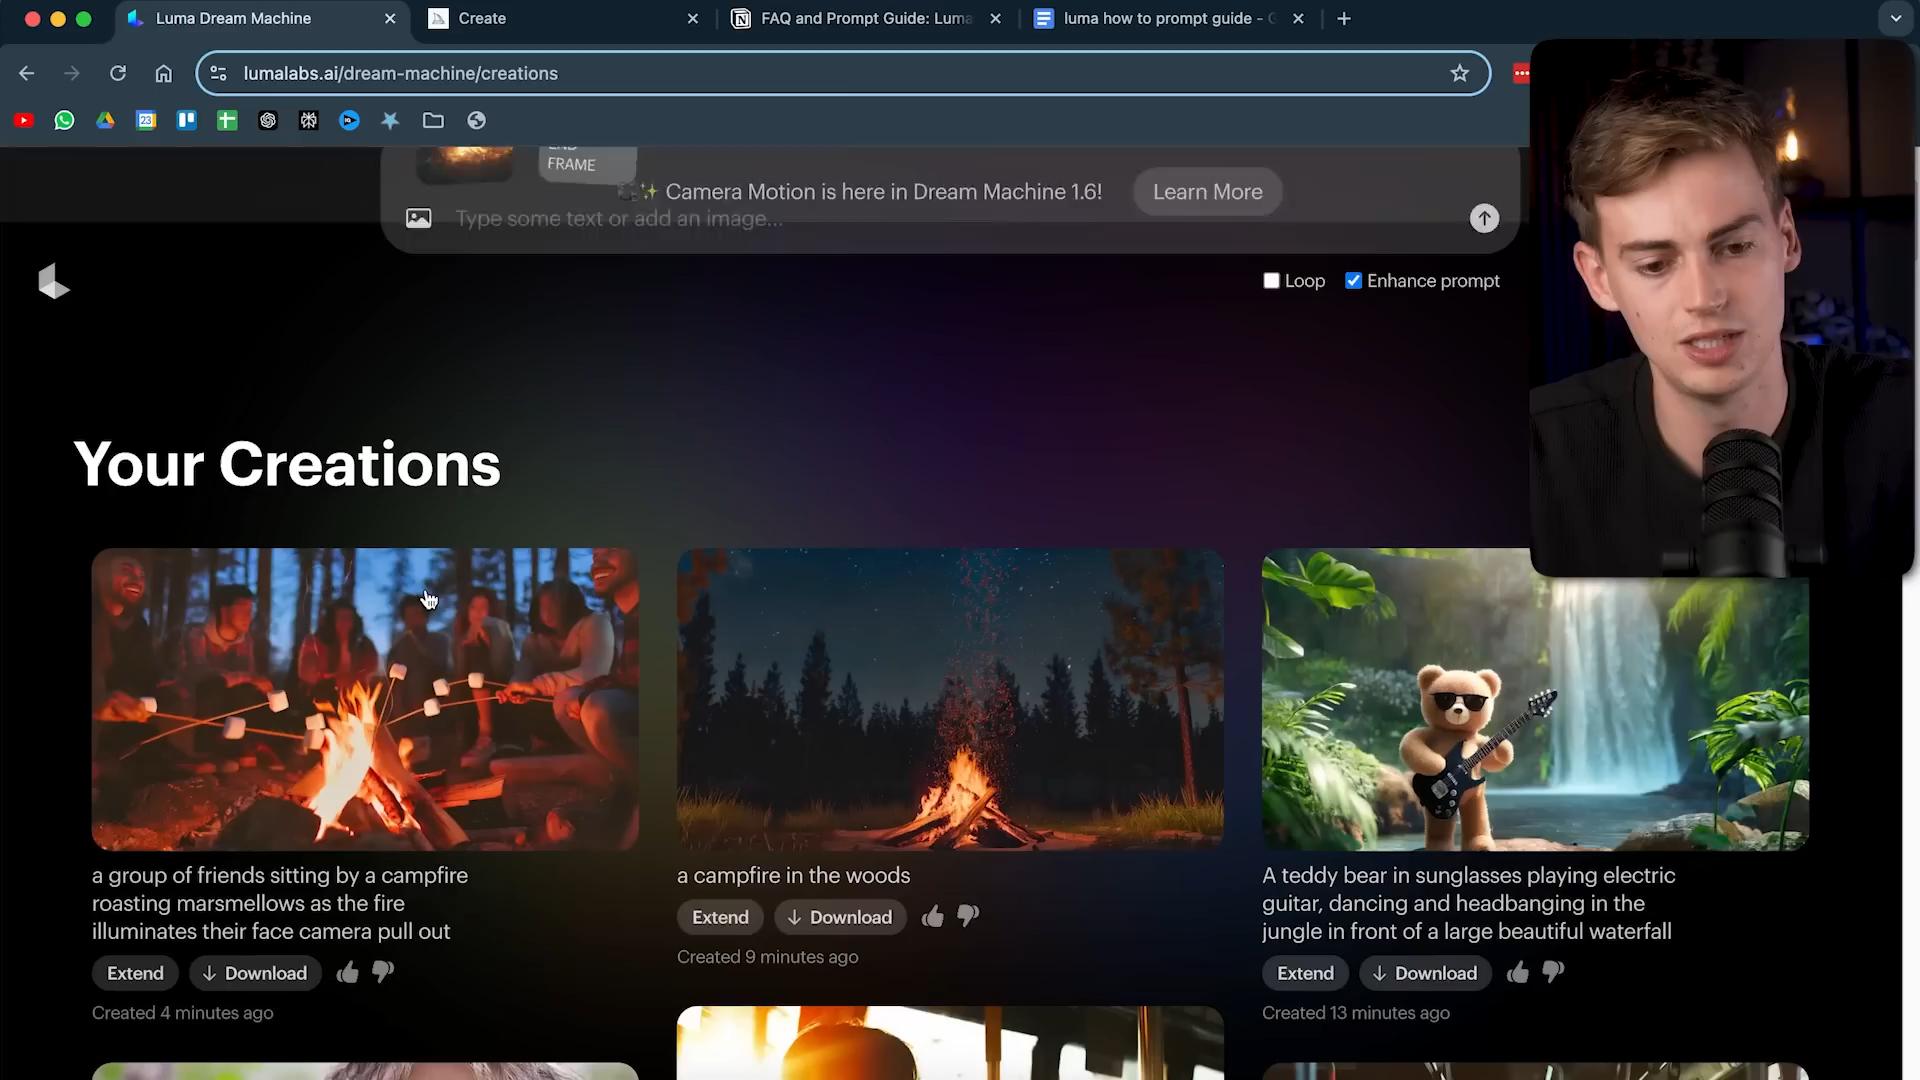 Luma Dream Machine
Create
FAQ and Prompt Guide: Luma
luma how to prompt guide - G
lumalabs.ai/dream-machine/creations
23
END
FRAME
Camera Motion is here in Dream Machine 1.6!
Learn More
Type some text or add an image...
Loop
Enhance prompt
Your Creations
a group of friends sitting by a campfire
roasting marsmellows as the fire
illuminates their face camera pull out
Extend
Download
Created 4 minutes ago
a campfire in the woods
Extend
Download
Created 9 minutes ago
A teddy bear in sunglasses playing electric
guitar, dancing and headbanging in the
jungle in front of a large beautiful waterfall
Extend
Download
Created 13 minutes ago